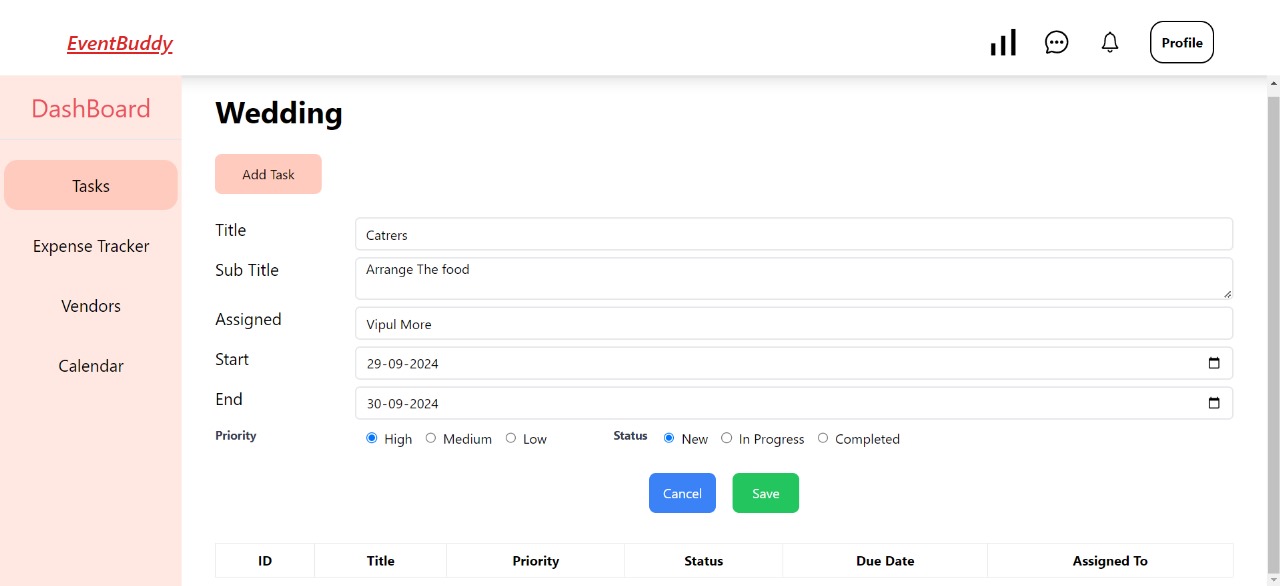 EventBuddy
Profile
DashBoard
Tasks
Expense Tracker
Vendors
Calendar
Wedding
Add Task
Title Catrers
Sub Title Arrange The food
Assigned Vipul More
Start 29-09-2024
End 30-09-2024
Priority High Medium Low Status New In Progress Completed
Cancel Save
ID Title Priority Status Due Date Assigned To